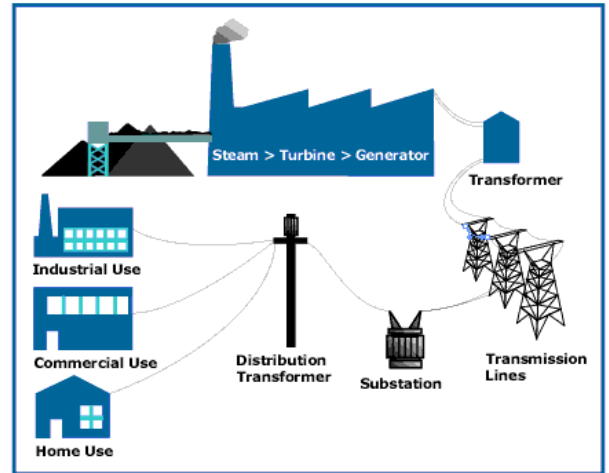 Steam > Turbine > Generator
Transformer
Industrial Use
Commercial Use
Distribution
Transformer
Substation
Transmission
Lines
Home Use